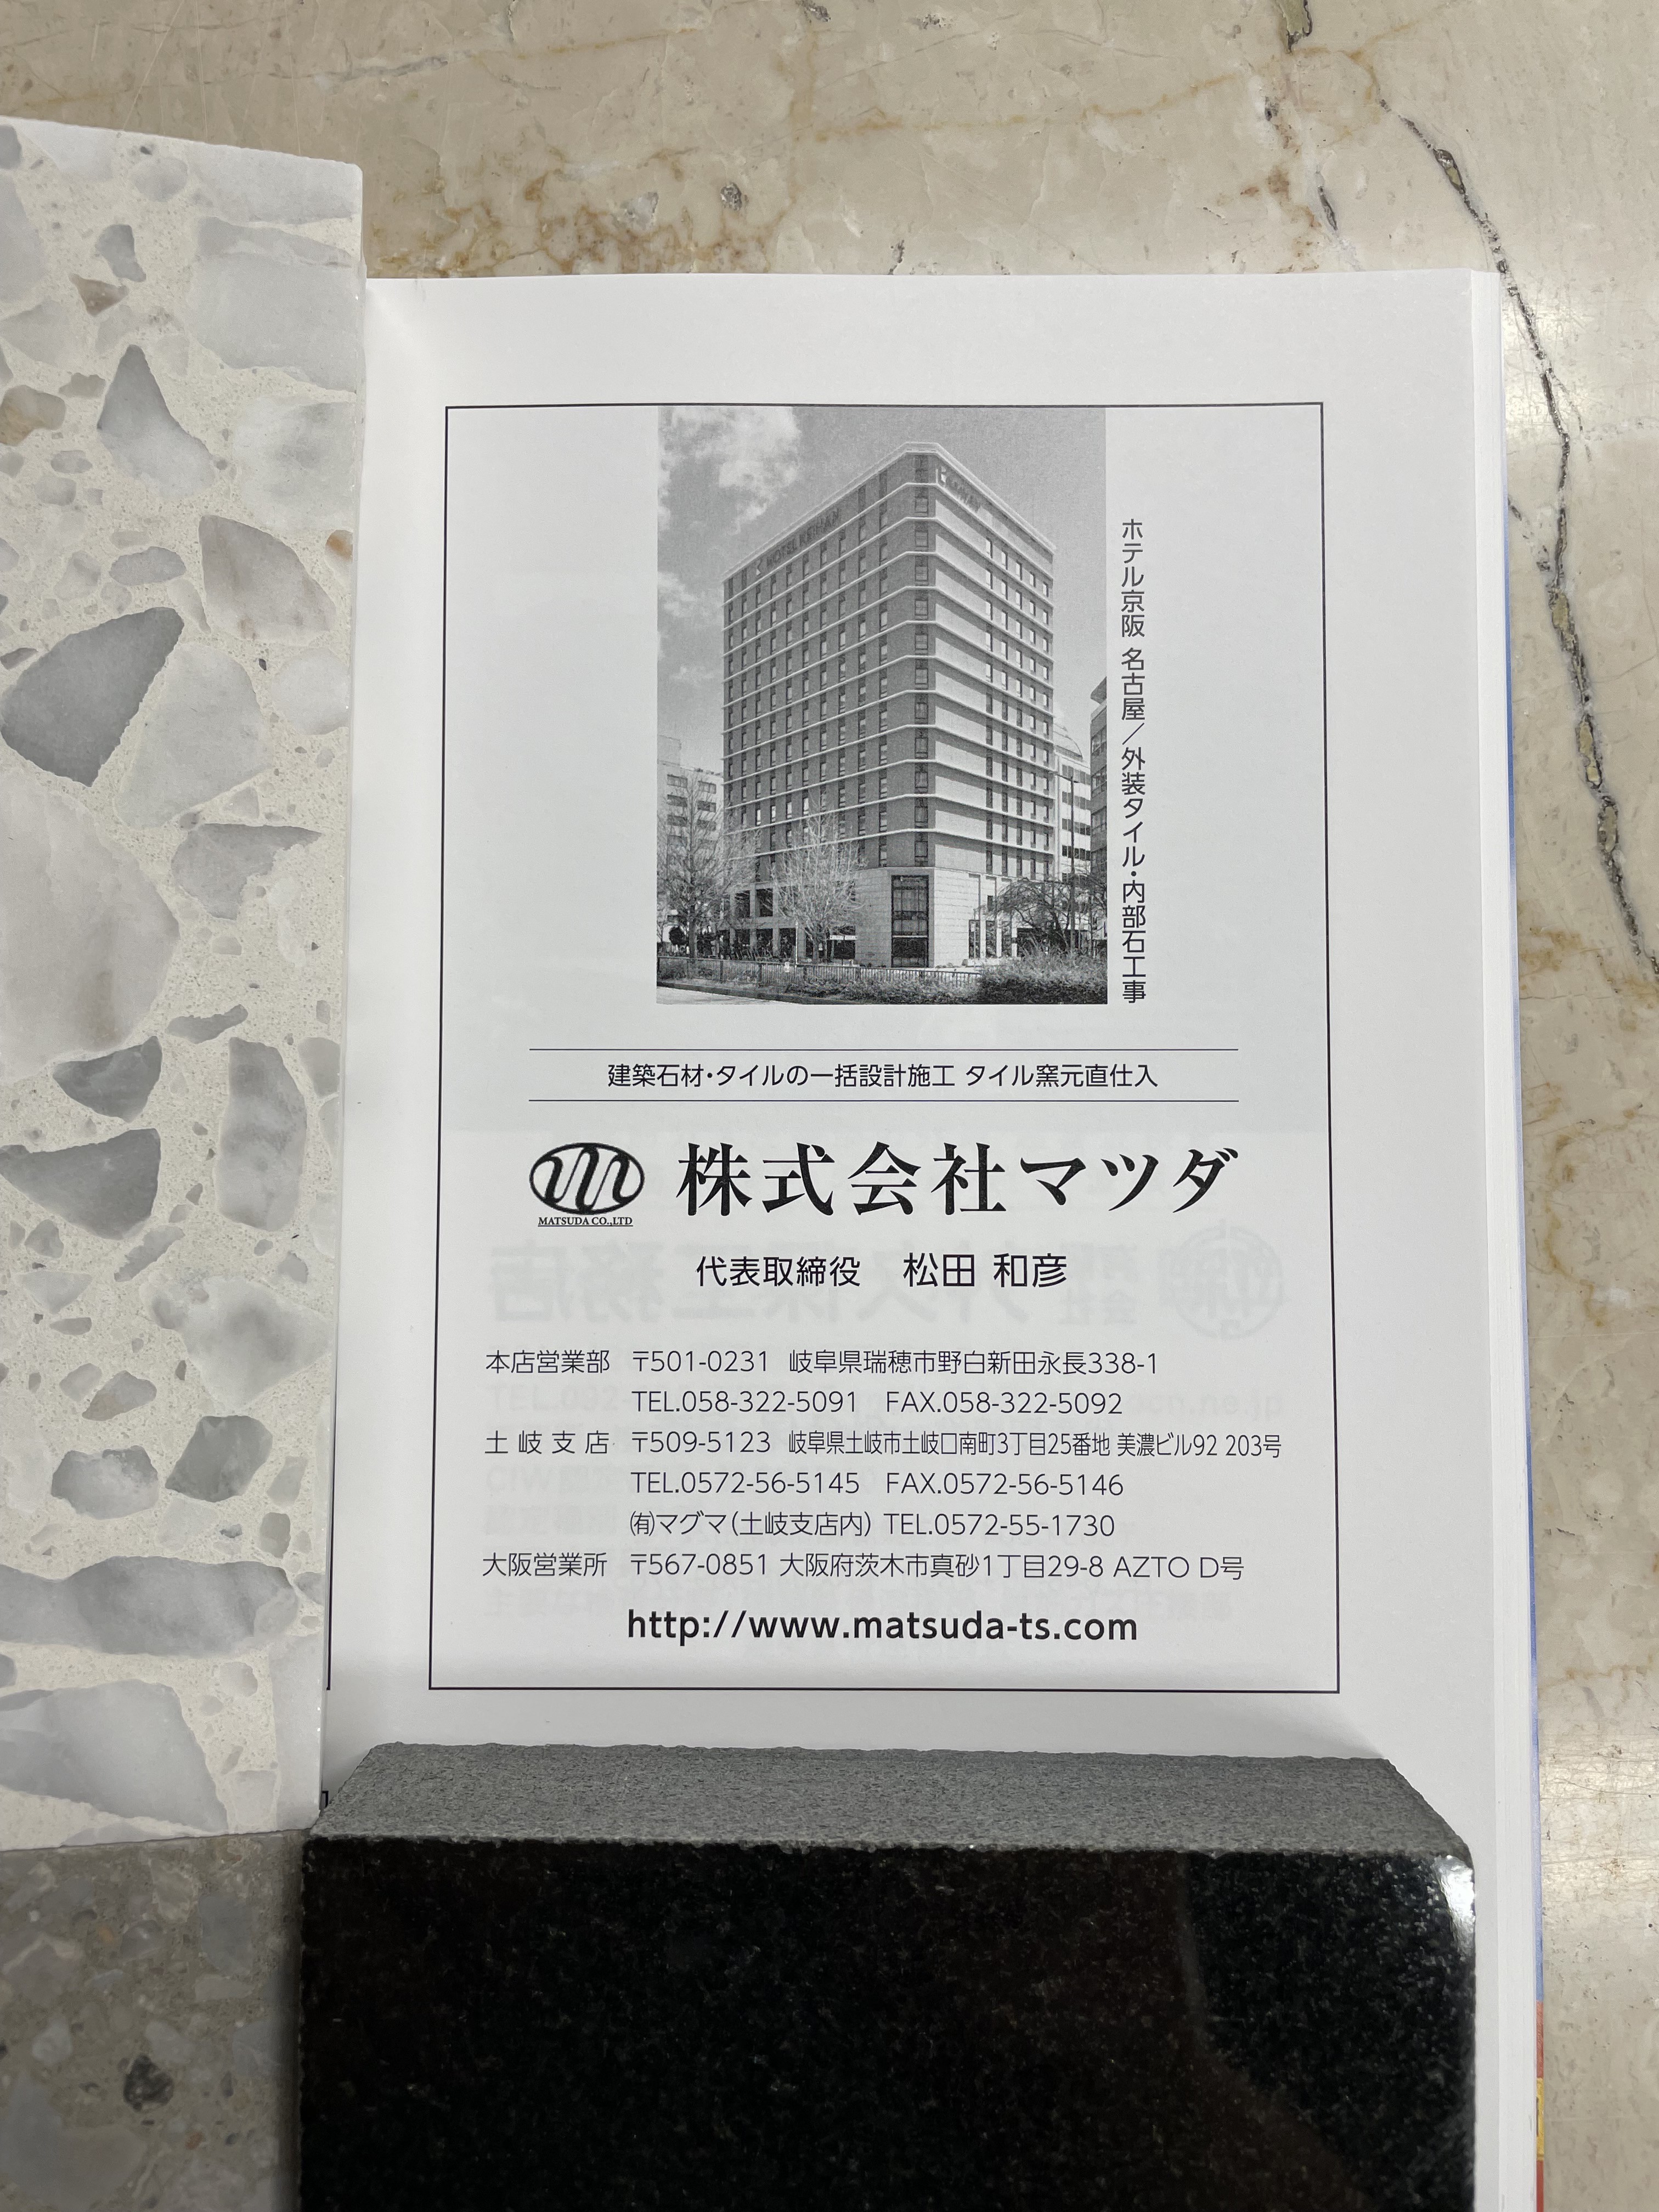 HOTEL KEIHAN
KEIHAN
ホテル京阪 名古屋／外装タイル・内部石工事
建築石材・タイルの一括設計施工 タイル窯元直仕入
MATSUDA CO.,LTD
株式会社マツダ
代表取締役 松田 和彦
本店営業部 〒501-0231 岐阜県瑞穂市野白新田永長338-1
TEL.058-322-5091 FAX.058-322-5092
土岐支店 〒509-5123 岐阜県土岐市土岐口南町3丁目25番地 美濃ビル92 203号
TEL.0572-56-5145 FAX.0572-56-5146
㈲マグマ（土岐支店内）TEL.0572-55-1730
大阪営業所 〒567-0851 大阪府茨木市真砂1丁目29-8 AZTO D号
http://www.matsuda-ts.com